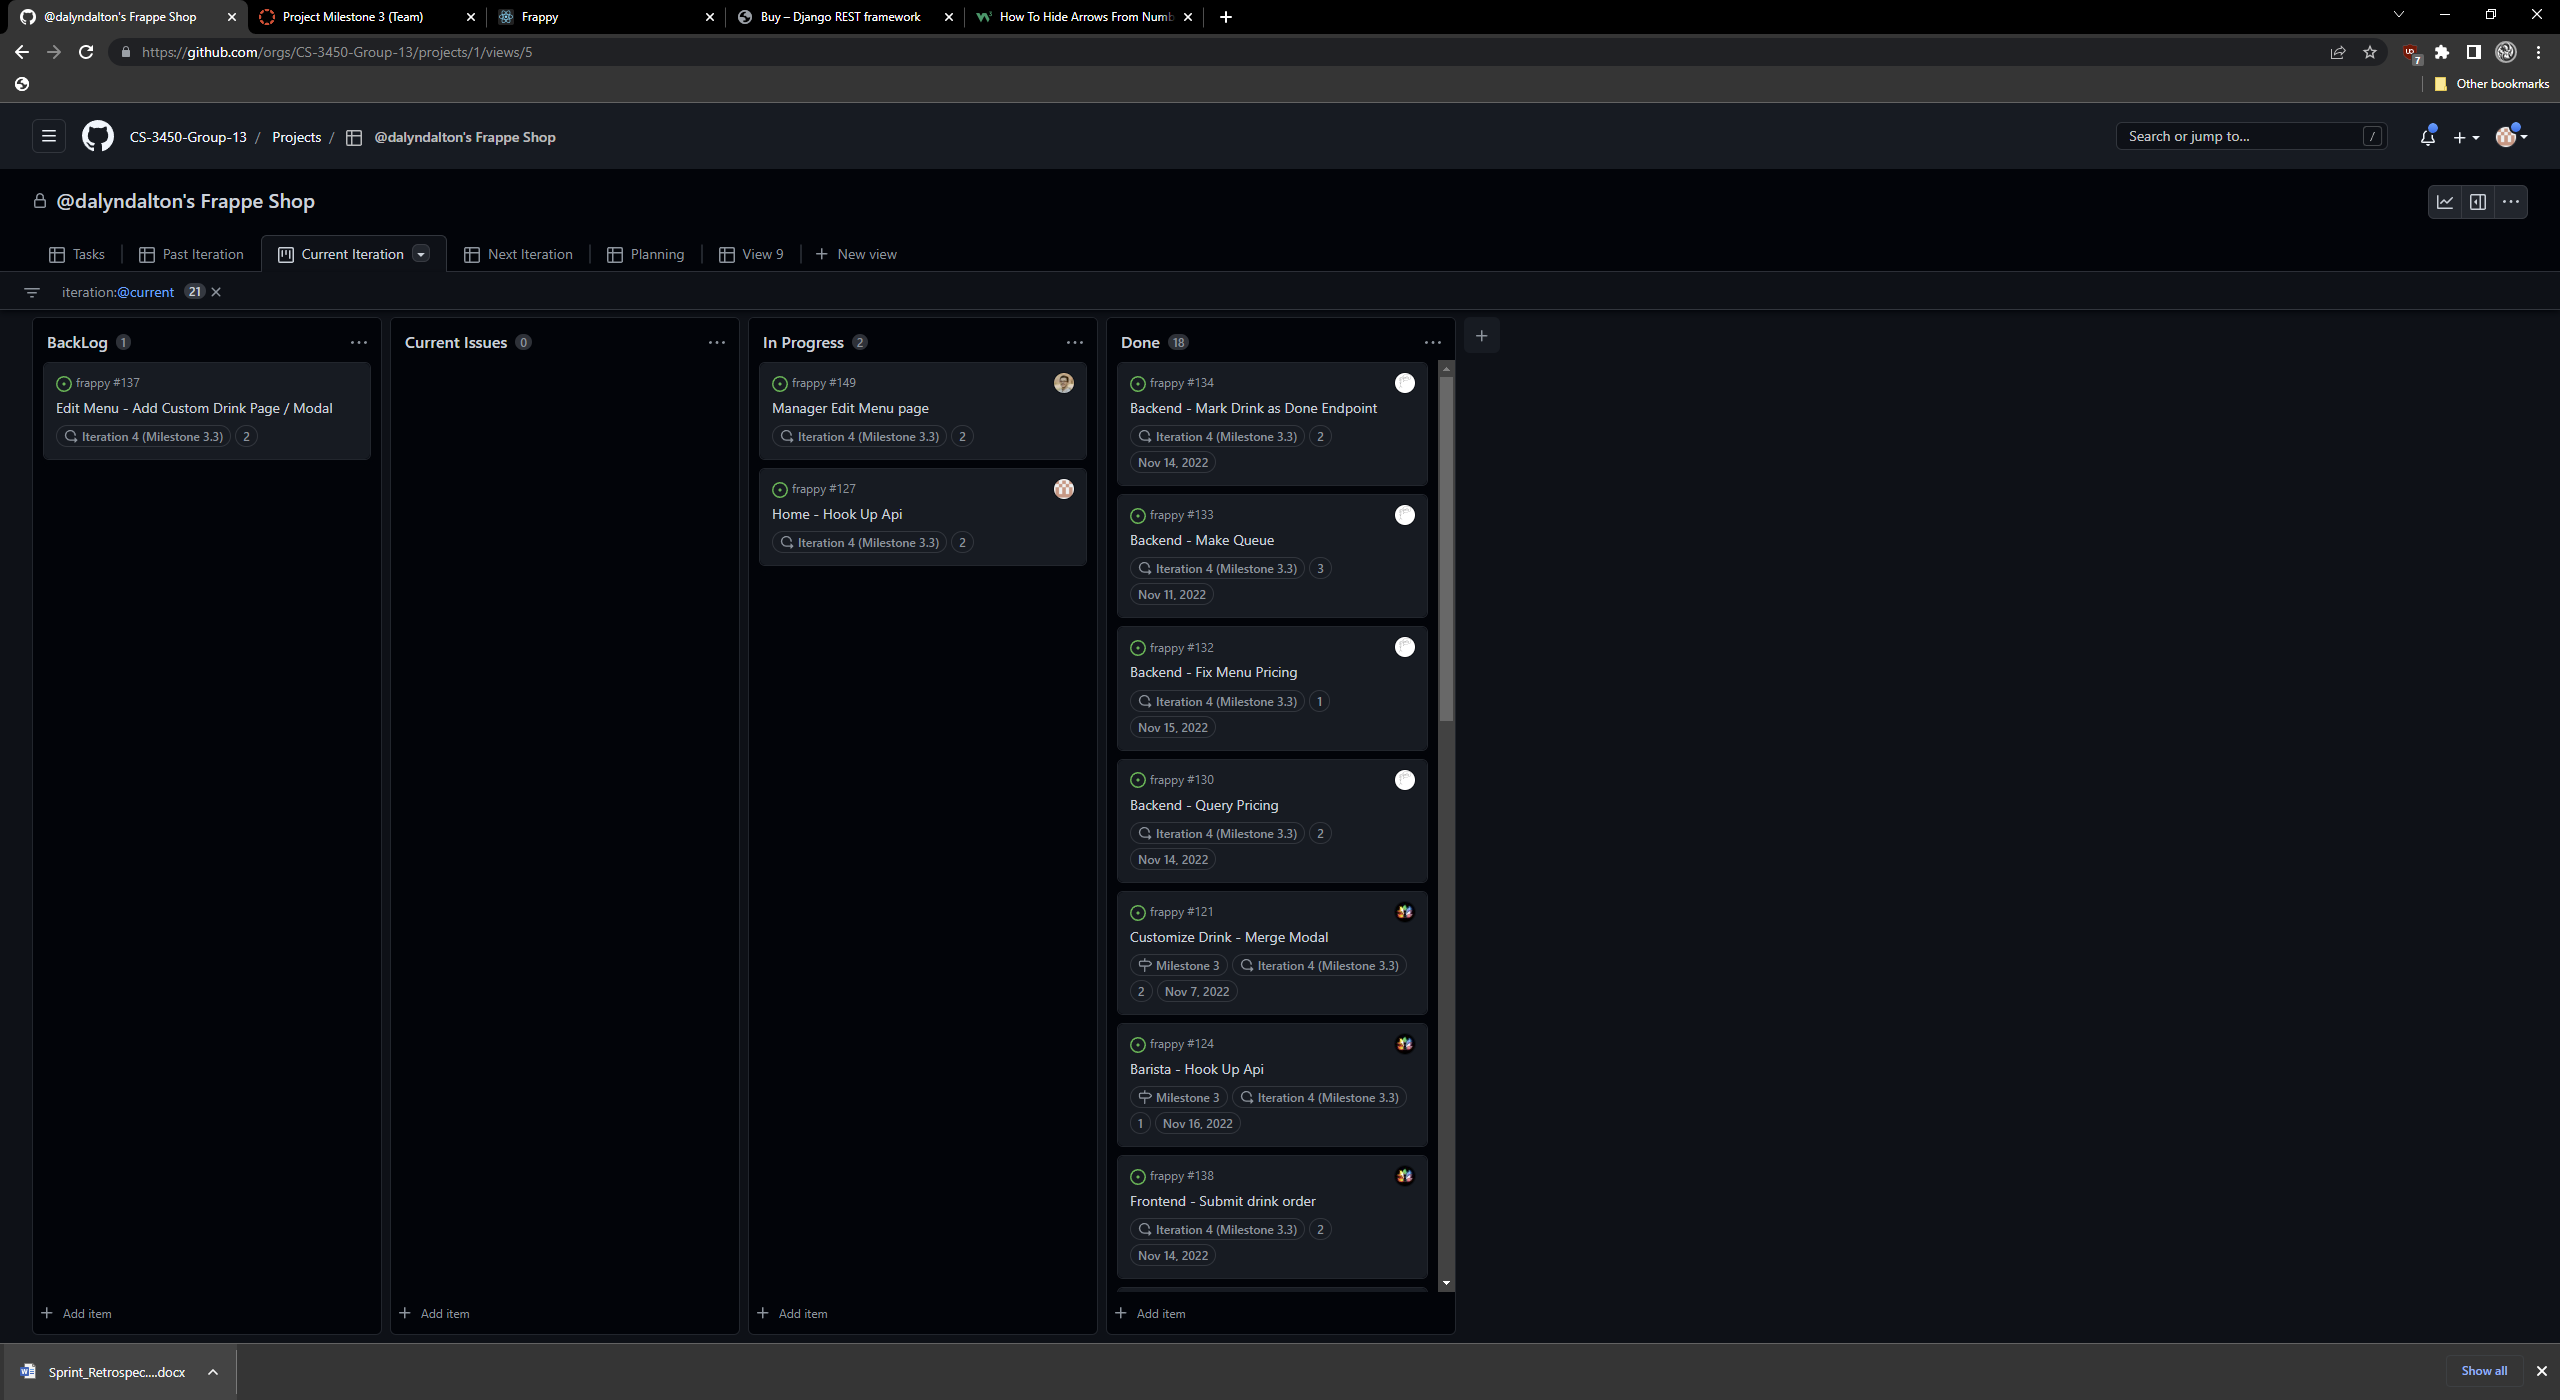 @dalyndalton's Frappe Shop
Project Milestone 3 (Team)
Frappy
Buy – Django REST framework
How To Hide Arrows From Numb
https://github.com/orgs/CS-3450-Group-13/projects/1/views/5
7
Other bookmarks
CS-3450-Group-13 / Projects / @dalyndalton's Frappe Shop
Search or jump to... /
@dalyndalton's Frappe Shop
Tasks
Past Iteration
Current Iteration
Next Iteration
Planning
View 9
New view
iteration:@current 21
BackLog 1
frappy #137
Edit Menu - Add Custom Drink Page / Modal
Iteration 4 (Milestone 3.3) 2
Add item
Current Issues 0
Add item
In Progress 2
frappy #149
Manager Edit Menu page
Iteration 4 (Milestone 3.3) 2
frappy #127
Home - Hook Up Api
Iteration 4 (Milestone 3.3) 2
Add item
Done 18
frappy #134
Backend - Mark Drink as Done Endpoint
Iteration 4 (Milestone 3.3) 2
Nov 14, 2022
frappy #133
Backend - Make Queue
Iteration 4 (Milestone 3.3) 3
Nov 11, 2022
frappy #132
Backend - Fix Menu Pricing
Iteration 4 (Milestone 3.3) 1
Nov 15, 2022
frappy #130
Backend - Query Pricing
Iteration 4 (Milestone 3.3) 2
Nov 14, 2022
frappy #121
Customize Drink - Merge Modal
Milestone 3 Iteration 4 (Milestone 3.3)
2 Nov 7, 2022
frappy #124
Barista - Hook Up Api
Milestone 3 Iteration 4 (Milestone 3.3)
1 Nov 16, 2022
frappy #138
Frontend - Submit drink order
Iteration 4 (Milestone 3.3) 2
Nov 14, 2022
Add item
Sprint_Retrospec....docx
Show all